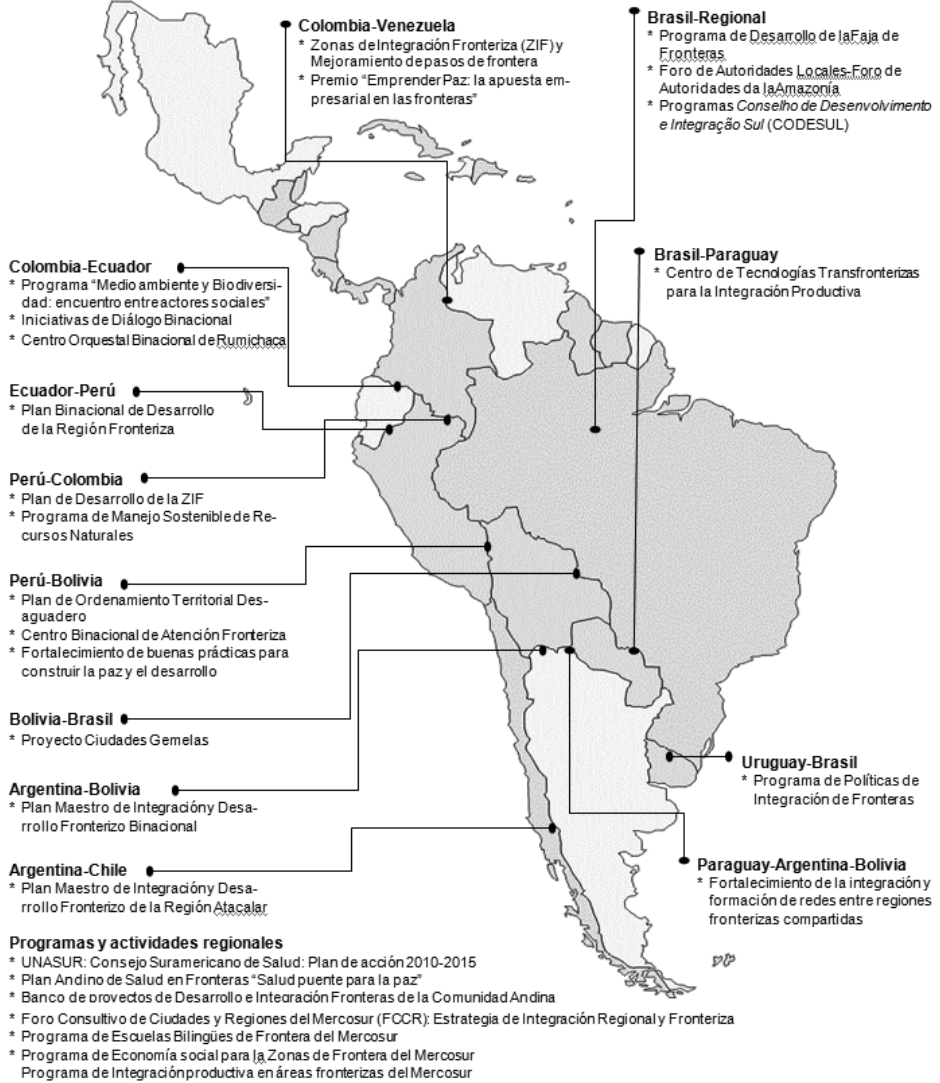 Colombia-Venezuela
* Zonas de Integración Fronteriza (ZIF) y
Mejoramiento de pasos de frontera
* Premio “Emprender Paz: la apuesta em-
presarial en las fronteras”
Brasil-Regional
* Programa de Desarrollo de laFaja de
Fronteras
* Foro de Autoridades Locales-Foro de
Autoridades da laAmazonía
* Programas Conselho de Desenvolvimento
e Integração Sul (CODESUL)
Brasil-Paraguay
* Centro de Tecnologías Transfronterizas
para la Integración Productiva
Colombia-Ecuador
* Programa “Medio ambiente y Biodiversi-
dad: encuentro entre actores sociales”
* Iniciativas de Diálogo Binacional
* Centro Orquestal Binacional de Rumichaca
Ecuador-Perú
* Plan Binacional de Desarrollo
de la Región Fronteriza
Perú-Colombia
* Plan de Desarrollo de la ZIF
* Programa de Manejo Sostenible de Re-
cursos Naturales
Perú-Bolivia
* Plan de Ordenamiento Territorial Des-
aguadero
* Centro Binacional de Atención Fronteriza
* Fortalecimiento de buenas prácticas para
construir la paz y el desarrollo
Bolivia-Brasil
* Proyecto Ciudades Gemelas
Argentina-Bolivia
* Plan Maestro de Integracióny Desa-
rrollo Fronterizo Binacional
Argentina-Chile
* Plan Maestro de Integracióny Desa-
rrollo Fronterizo de la Región Atacalar
Uruguay-Brasil
* Programa de Políticas de
Integración de Fronteras
Paraguay-Argentina-Bolivia
* Fortalecimiento de la integración y
formación de redes entre regiones
fronterizas compartidas
Programas y actividades regionales
* UNASUR: Consejo Suramericano de Salud: Plan de acción 2010-2015
* Plan Andino de Salud en Fronteras “Salud puente para la paz”
* Banco de proyectos de Desarrollo e Integración Fronteras de la Comunidad Andina
* Foro Consultivo de Ciudades y Regiones del Mercosur (FCCR): Estrategia de Integración Regional y Fronteriza
* Programa de Escuelas Bilingües de Frontera del Mercosur
* Programa de Economía social para la Zonas de Frontera del Mercosur
Programa de Integración productiva en áreas fronterizas del Mercosur